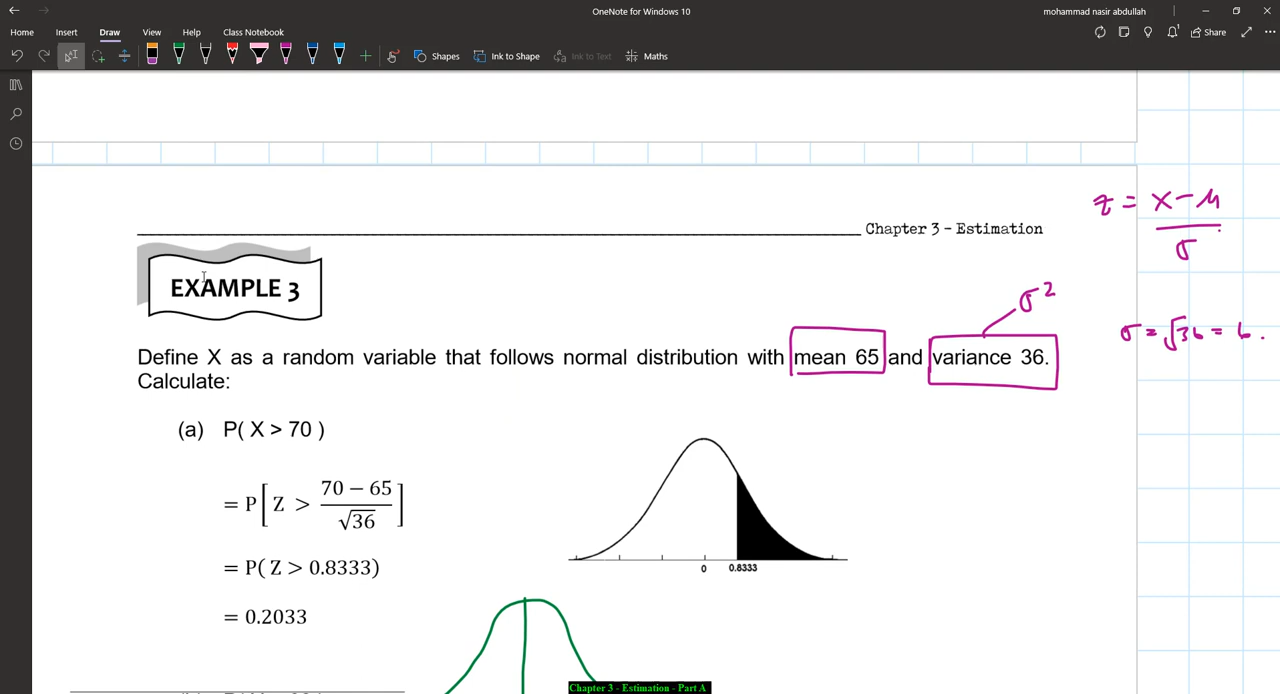 OneNote for Windows 10
mohammad nasir abdullah
Home Insert Draw View Help Class Notebook
Share
Shapes Ink to Shape Ink to Text Maths
Chapter 3 – Estimation
z = x - μ
σ
EXAMPLE 3
σ²
σ = √36 = 6.
Define X as a random variable that follows normal distribution with mean 65 and variance 36.
Calculate:
(a) P( X > 70 )
= P[ Z > 70 − 65
√36 ]
= P( Z > 0.8333)
0 0.8333
= 0.2033
Chapter 3 - Estimation - Part A